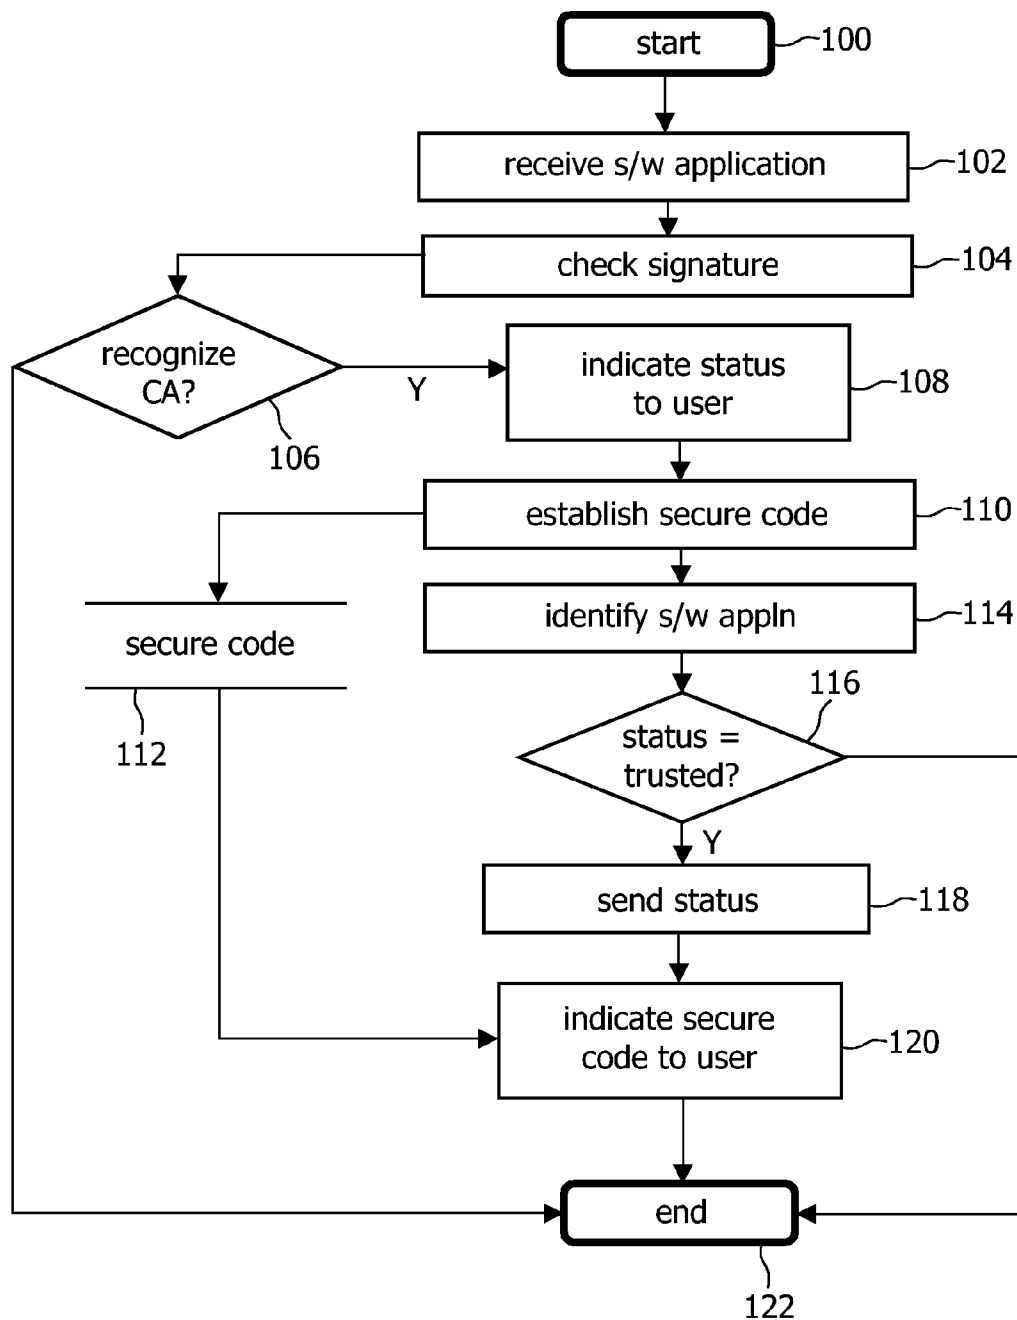 start
100
receive s/w application
102
check signature
104
recognize
CA?
106
Y
indicate status
to user
108
establish secure code
110
secure code
112
identify s/w appln
114
status =
trusted?
116
Y
send status
118
indicate secure
code to user
120
end
122